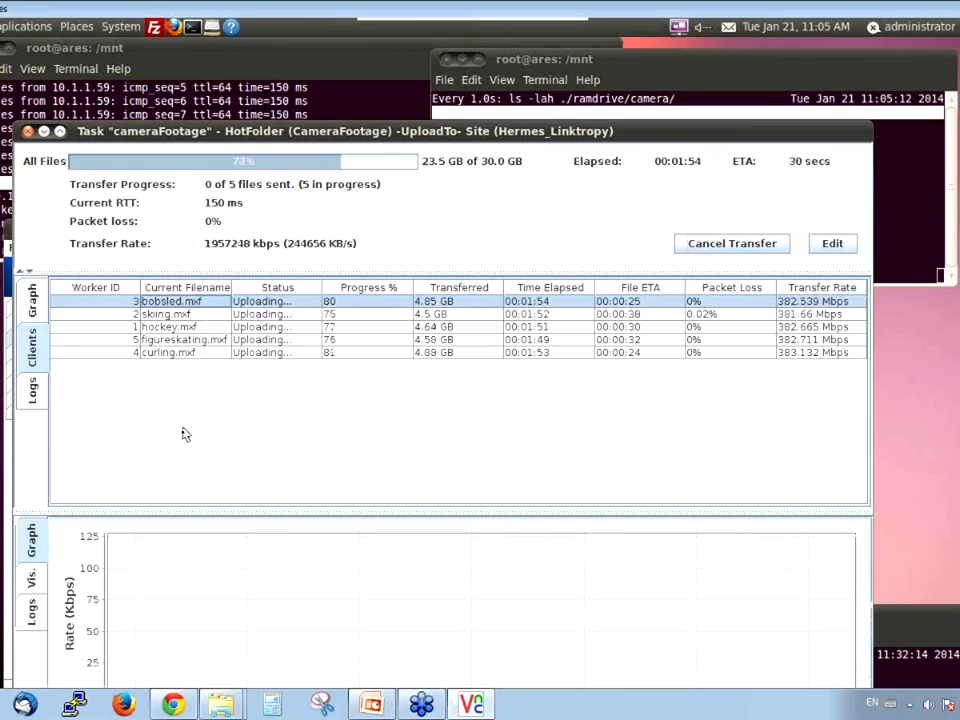 es
pplications Places System
Tue Jan 21, 11:05 AM administrator
root@ares: /mnt
dit View Terminal Help
es from 10.1.1.59: icmp_seq=5 ttl=64 time=150 ms
es from 10.1.1.59: icmp_seq=6 ttl=64 time=150 ms
es from 10.1.1.59: icmp_seq=7 ttl=64 time=150 ms
root@ares: /mnt
File Edit View Terminal Help
Every 1.0s: ls -lah ./ramdrive/camera/ Tue Jan 21 11:05:12 2014
Task "cameraFootage" - HotFolder (CameraFootage) -UploadTo- Site (Hermes_Linktropy)
All Files 78% 23.5 GB of 30.0 GB Elapsed: 00:01:54 ETA: 30 secs
Transfer Progress: 0 of 5 files sent. (5 in progress)
Current RTT: 150 ms
Packet loss: 0%
Transfer Rate: 1957248 kbps (244656 KB/s)
Cancel Transfer Edit
Graph
Clients
Logs
Worker ID Current Filename Status Progress % Transferred Time Elapsed File ETA Packet Loss Transfer Rate
3 bobsled.mxf Uploading... 80 4.85 GB 00:01:54 00:00:25 0% 382.539 Mbps
2 skiing.mxf Uploading... 75 4.5 GB 00:01:52 00:00:38 0.02% 381.66 Mbps
1 hockey.mxf Uploading... 77 4.64 GB 00:01:51 00:00:30 0% 382.665 Mbps
5 figureskating.mxf Uploading... 76 4.58 GB 00:01:49 00:00:32 0% 382.711 Mbps
4 curling.mxf Uploading... 81 4.88 GB 00:01:53 00:00:24 0% 383.132 Mbps
Graph
Vis.
Logs
Rate (Kbps)
125
100
75
50
25
11:32:14 2014
EN